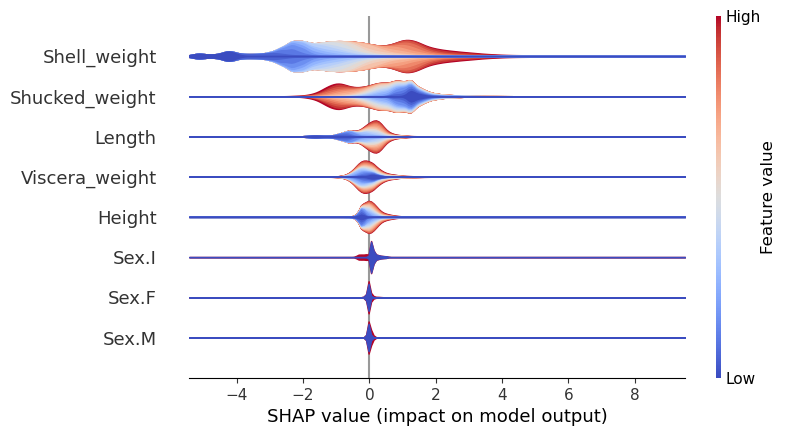 High
Shell_weight
Shucked_weight
Length
Viscera_weight
Height
Sex.I
Sex.F
Sex.M
Feature value
Low
−4 −2 0 2 4 6 8
SHAP value (impact on model output)